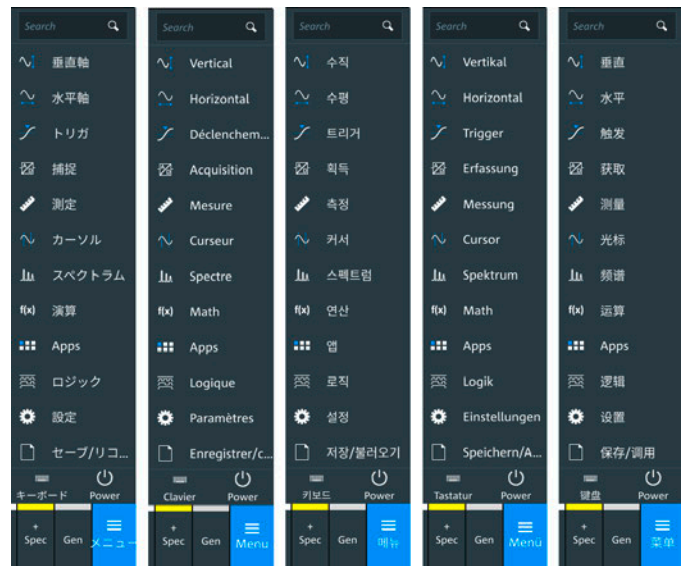 Search
垂直軸
水平軸
トリガ
捕捉
測定
カーソル
スペクトラム
f(x) 演算
Apps
ロジック
設定
セーブ/リコ...
キーボード Power
+
Spec Gen メニュー
Search
Vertical
Horizontal
Déclenchem...
Acquisition
Mesure
Curseur
Spectre
f(x) Math
Apps
Logique
Paramètres
Enregistrer/c...
Clavier Power
+
Spec Gen Menu
Search
수직
수평
트리거
획득
측정
커서
스펙트럼
f(x) 연산
앱
로직
설정
저장/불러오기
키보드 Power
+
Spec Gen 메뉴
Search
Vertikal
Horizontal
Trigger
Erfassung
Messung
Cursor
Spektrum
f(x) Math
Apps
Logik
Einstellungen
Speichern/A...
Tastatur Power
+
Spec Gen Menü
Search
垂直
水平
触发
获取
测量
光标
频谱
f(x) 运算
Apps
逻辑
设置
保存/调用
键盘 Power
+
Spec Gen 菜单